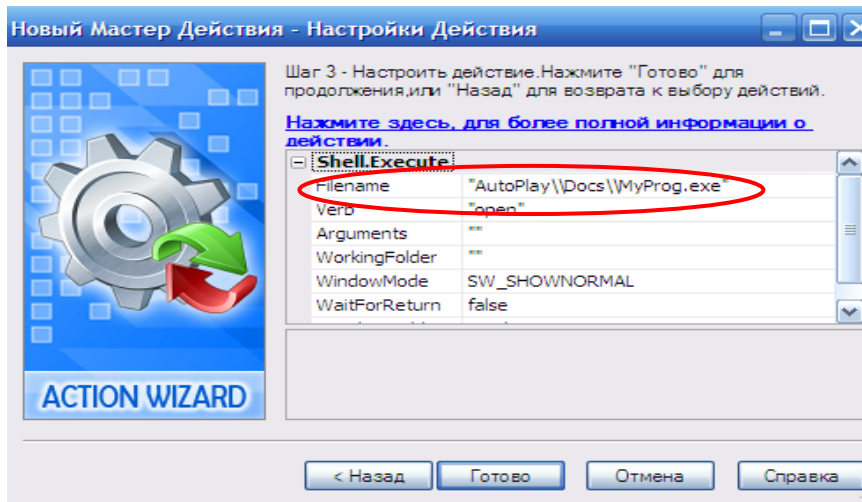 Новый Мастер Действия - Настройки Действия
Шаг 3 - Настроить действие.Нажмите "Готово" для
продолжения,или "Назад" для возврата к выбору действий.
Нажмите здесь, для более полной информации о
действии.
Shell.Execute
Filename "AutoPlay\\Docs\\MyProg.exe"
Verb "open"
Arguments ""
WorkingFolder ""
WindowMode SW_SHOWNORMAL
WaitForReturn false
ACTION WIZARD
< Назад Готово Отмена Справка